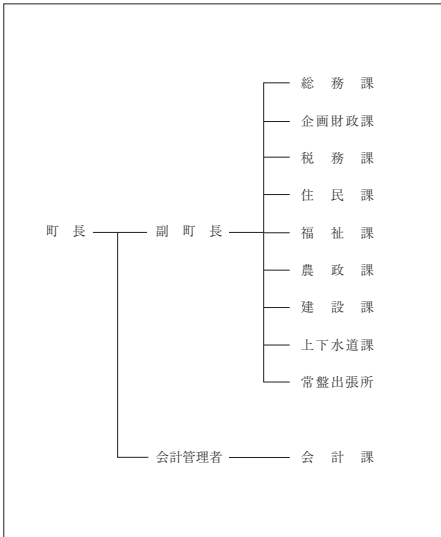 総務課
企画財政課
税務課
住民課
町長 副町長 福祉課
農政課
建設課
上下水道課
常盤出張所
会計管理者 会計課